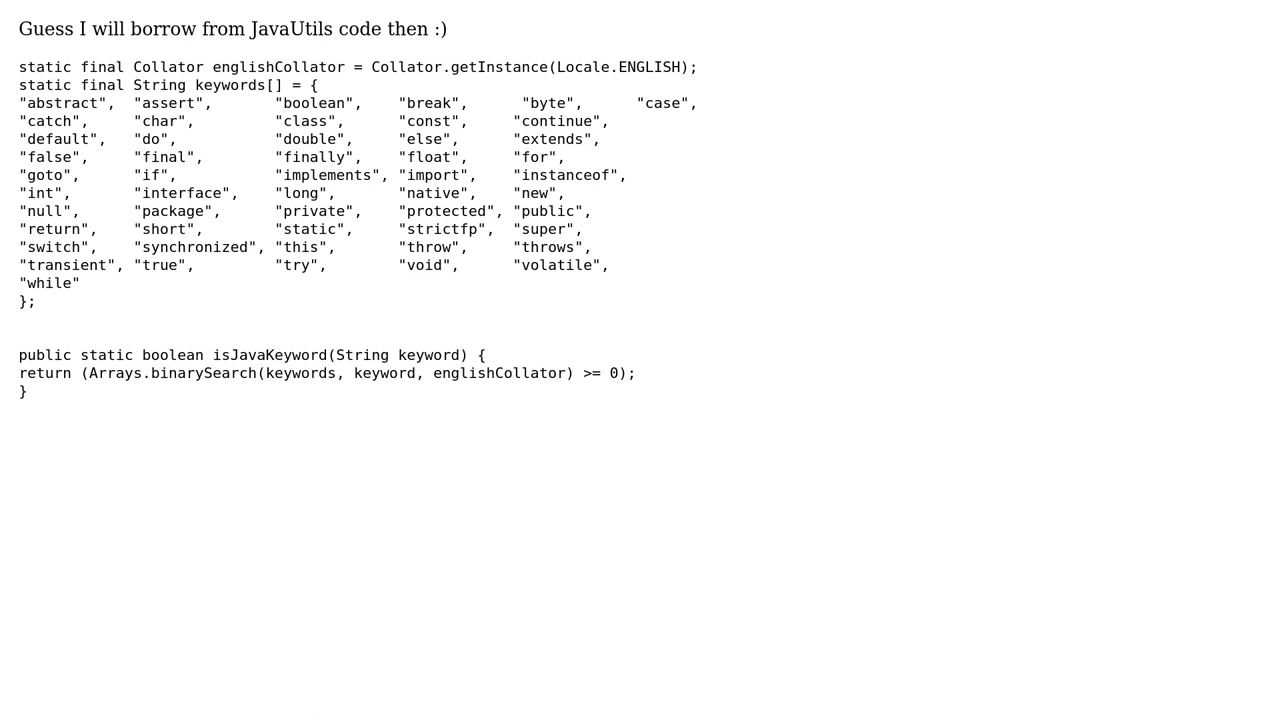 Guess I will borrow from JavaUtils code then :)
static final Collator englishCollator = Collator.getInstance(Locale.ENGLISH);
static final String keywords[] = {
"abstract",  "assert",       "boolean",    "break",      "byte",      "case",
"catch",     "char",         "class",      "const",     "continue",
"default",   "do",           "double",     "else",      "extends",
"false",     "final",        "finally",    "float",     "for",
"goto",      "if",           "implements", "import",    "instanceof",
"int",       "interface",    "long",       "native",    "new",
"null",      "package",      "private",    "protected", "public",
"return",    "short",        "static",     "strictfp",  "super",
"switch",    "synchronized", "this",       "throw",     "throws",
"transient", "true",         "try",        "void",      "volatile",
"while"
};
public static boolean isJavaKeyword(String keyword) {
return (Arrays.binarySearch(keywords, keyword, englishCollator) >= 0);
}